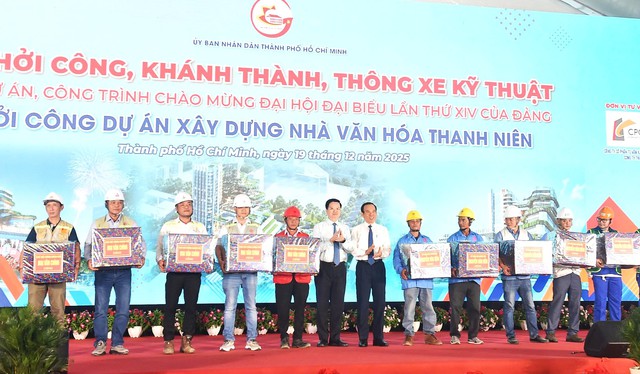 ỦY BAN NHÂN DÂN THÀNH PHỐ HỒ CHÍ MINH
HỞI CÔNG, KHÁNH THÀNH, THÔNG XE KỸ THUẬT
Ự ÁN, CÔNG TRÌNH CHÀO MỪNG ĐẠI HỘI ĐẠI BIỂU LẦN THỨ XIV CỦA ĐẢNG
ỞI CÔNG DỰ ÁN XÂY DỰNG NHÀ VĂN HÓA THANH NIÊN
Thành phố Hồ Chí Minh, ngày 19 tháng 12 năm 2025
ĐƠN VỊ TƯ V